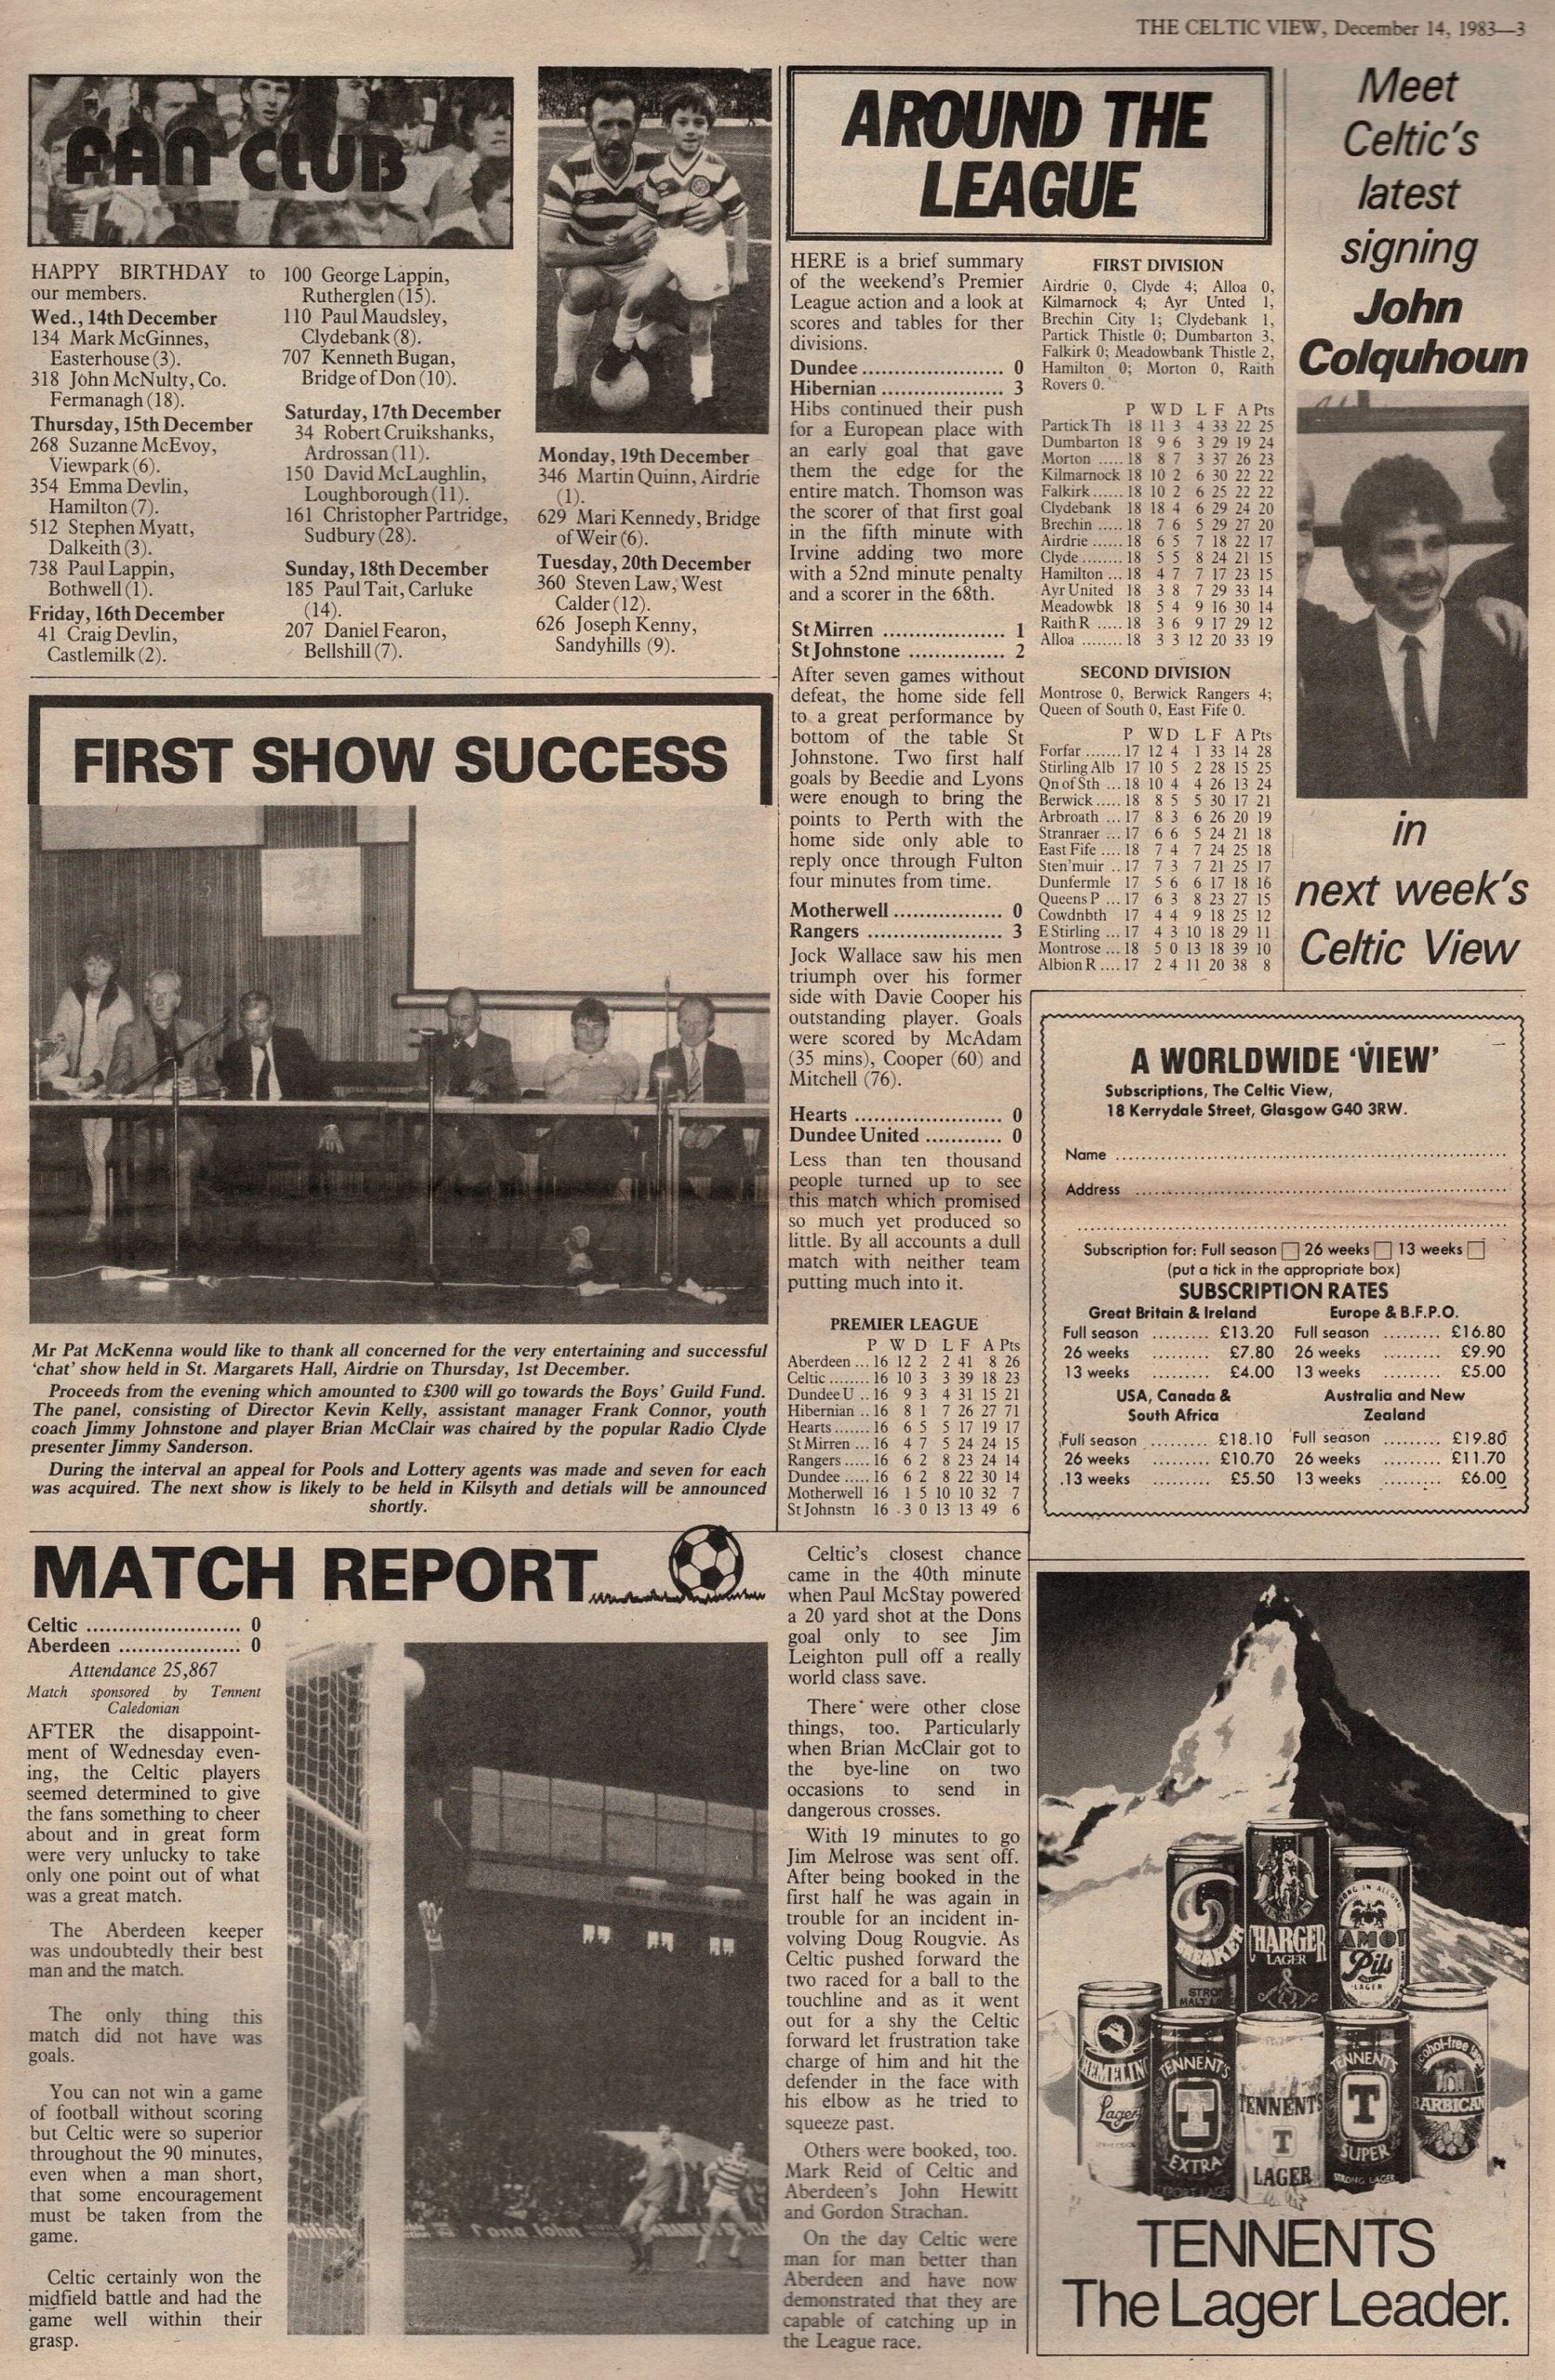 THE CELTIC VIEW, December 14, 1983—3
FAN CLUB
HAPPY BIRTHDAY to
our members.
Wed., 14th December
134 Mark McGinnes,
Easterhouse (3).
318 John McNulty, Co.
Fermanagh (18).
Thursday, 15th December
268 Suzanne McEvoy,
Viewpark (6).
354 Emma Devlin,
Hamilton (7).
512 Stephen Myatt,
Dalkeith (3).
738 Paul Lappin,
Bothwell (1).
Friday, 16th December
41 Craig Devlin,
Castlemilk (2).
100 George Lappin,
Rutherglen (15).
110 Paul Maudsley,
Clydebank (8).
707 Kenneth Bugan,
Bridge of Don (10).
Saturday, 17th December
34 Robert Cruikshanks,
Ardrossan (11).
150 David McLaughlin,
Loughborough (11).
161 Christopher Partridge,
Sudbury (28).
Sunday, 18th December
185 Paul Tait, Carluke
(14).
207 Daniel Fearon,
Bellshill (7).
Monday, 19th December
346 Martin Quinn, Airdrie
(1).
629 Mari Kennedy, Bridge
of Weir (6).
Tuesday, 20th December
360 Steven Law, West
Calder (12).
626 Joseph Kenny,
Sandyhills (9).
FIRST SHOW SUCCESS
Mr Pat McKenna would like to thank all concerned for the very entertaining and successful
'chat' show held in St. Margarets Hall, Airdrie on Thursday, 1st December.
Proceeds from the evening which amounted to £300 will go towards the Boys' Guild Fund.
The panel, consisting of Director Kevin Kelly, assistant manager Frank Connor, youth
coach Jimmy Johnstone and player Brian McClair was chaired by the popular Radio Clyde
presenter Jimmy Sanderson.
During the interval an appeal for Pools and Lottery agents was made and seven for each
was acquired. The next show is likely to be held in Kilsyth and detials will be announced
shortly.
AROUND THE
LEAGUE
HERE is a brief summary
of the weekend's Premier
League action and a look at
scores and tables for ther
divisions.
Dundee ....................... 0
Hibernian .................... 3
Hibs continued their push
for a European place with
an early goal that gave
them the edge for the
entire match. Thomson was
the scorer of that first goal
in the fifth minute with
Irvine adding two more
with a 52nd minute penalty
and a scorer in the 68th.
St Mirren .................... 1
St Johnstone ............... 2
After seven games without
defeat, the home side fell
to a great performance by
bottom of the table St
Johnstone. Two first half
goals by Beedie and Lyons
were enough to bring the
points to Perth with the
home side only able to
reply once through Fulton
four minutes from time.
Motherwell .................. 0
Rangers ...................... 3
Jock Wallace saw his men
triumph over his former
side with Davie Cooper his
outstanding player. Goals
were scored by McAdam
(35 mins), Cooper (60) and
Mitchell (76).
Hearts ......................... 0
Dundee United ............ 0
Less than ten thousand
people turned up to see
this match which promised
so much yet produced so
little. By all accounts a dull
match with neither team
putting much into it.
PREMIER LEAGUE
P W D L F A Pts
Aberdeen ... 16 12 2 2 41 8 26
Celtic ........ 16 10 3 3 39 18 23
Dundee U .. 16 9 3 4 31 15 21
Hibernian .. 16 8 1 7 26 27 71
Hearts ....... 16 6 5 5 17 19 17
St Mirren ... 16 4 7 5 24 24 15
Rangers ..... 16 6 2 8 23 24 14
Dundee ..... 16 6 2 8 22 30 14
Motherwell 16 1 5 10 10 32 7
St Johnstn 16 3 0 13 13 49 6
FIRST DIVISION
Airdrie 0, Clyde 4; Alloa 0,
Kilmarnock 4; Ayr Unted 1,
Brechin City 1; Clydebank 1,
Partick Thistle 0; Dumbarton 3,
Falkirk 0; Meadowbank Thistle 2,
Hamilton 0; Morton 0, Raith
Rovers 0.
P W D L F A Pts
Partick Th 18 11 3 4 33 22 25
Dumbarton 18 9 6 3 29 19 24
Morton ..... 18 8 7 3 37 26 23
Kilmarnock 18 10 2 6 30 22 22
Falkirk ...... 18 10 2 6 25 22 22
Clydebank 18 18 4 6 29 24 20
Brechin ..... 18 7 6 5 29 27 20
Airdrie ...... 18 6 5 7 18 22 17
Clyde ........ 18 5 5 8 24 21 15
Hamilton ... 18 4 7 7 17 23 15
Ayr United 18 3 8 7 29 33 14
Meadowbk 18 5 4 9 16 30 14
Raith R ..... 18 3 6 9 17 29 12
Alloa ........ 18 3 3 12 20 33 19
SECOND DIVISION
Montrose 0, Berwick Rangers 4;
Queen of South 0, East Fife 0.
P W D L F A Pts
Forfar ....... 17 12 4 1 33 14 28
Stirling Alb 17 10 5 2 28 15 25
Qn of Sth ... 18 10 4 4 26 13 24
Berwick ..... 18 8 5 5 30 17 21
Arbroath ... 17 8 3 6 26 20 19
Stranraer ... 17 6 6 5 24 21 18
East Fife .... 18 7 4 7 24 25 18
Sten'muir .. 17 7 3 7 21 25 17
Dunfermle 17 5 6 6 17 18 16
Queens P ... 17 6 3 8 23 27 15
Cowdnbth 17 4 4 9 18 25 12
E Stirling ... 17 4 3 10 18 29 11
Montrose ... 18 5 0 13 18 39 10
Albion R .... 17 2 4 11 20 38 8
Meet
Celtic's
latest
signing
John
Colquhoun
in
next week's
Celtic View
A WORLDWIDE 'VIEW'
Subscriptions, The Celtic View,
18 Kerrydale Street, Glasgow G40 3RW.
Name
Address
Subscription for: Full season 26 weeks 13 weeks
(put a tick in the appropriate box)
SUBSCRIPTION RATES
Great Britain & Ireland
Full season ......... £13.20
26 weeks ......... £7.80
13 weeks ......... £4.00
Europe & B.F.P.O.
Full season ......... £16.80
26 weeks ......... £9.90
13 weeks ......... £5.00
USA, Canada &
South Africa
Full season ......... £18.10
26 weeks ......... £10.70
13 weeks ......... £5.50
Australia and New
Zealand
Full season ......... £19.80
26 weeks ......... £11.70
13 weeks ......... £6.00
MATCH REPORT
Celtic ......................... 0
Aberdeen .................... 0
Attendance 25,867
Match sponsored by Tennent
Caledonian
AFTER the disappoint-
ment of Wednesday even-
ing, the Celtic players
seemed determined to give
the fans something to cheer
about and in great form
were very unlucky to take
only one point out of what
was a great match.
The Aberdeen keeper
was undoubtedly their best
man and the match.
The only thing this
match did not have was
goals.
You can not win a game
of football without scoring
but Celtic were so superior
throughout the 90 minutes,
even when a man short,
that some encouragement
must be taken from the
game.
Celtic certainly won the
midfield battle and had the
game well within their
grasp.
Long John
Celtic's closest chance
came in the 40th minute
when Paul McStay powered
a 20 yard shot at the Dons
goal only to see Jim
Leighton pull off a really
world class save.
There were other close
things, too. Particularly
when Brian McClair got to
the bye-line on two
occasions to send in
dangerous crosses.
With 19 minutes to go
Jim Melrose was sent off.
After being booked in the
first half he was again in
trouble for an incident in-
volving Doug Rougvie. As
Celtic pushed forward the
two raced for a ball to the
touchline and as it went
out for a shy the Celtic
forward let frustration take
charge of him and hit the
defender in the face with
his elbow as he tried to
squeeze past.
Others were booked, too.
Mark Reid of Celtic and
Aberdeen's John Hewitt
and Gordon Strachan.
On the day Celtic were
man for man better than
Aberdeen and have now
demonstrated that they are
capable of catching up in
the League race.
CHARGER
LAGER
Pils
LAGER
Lager
TENNENT'S
T
EXTRA
TENNENT'S
T
LAGER
TENNENT'S
T
SUPER
STRONG LAGER
BARBICAN
TENNENTS
The Lager Leader.